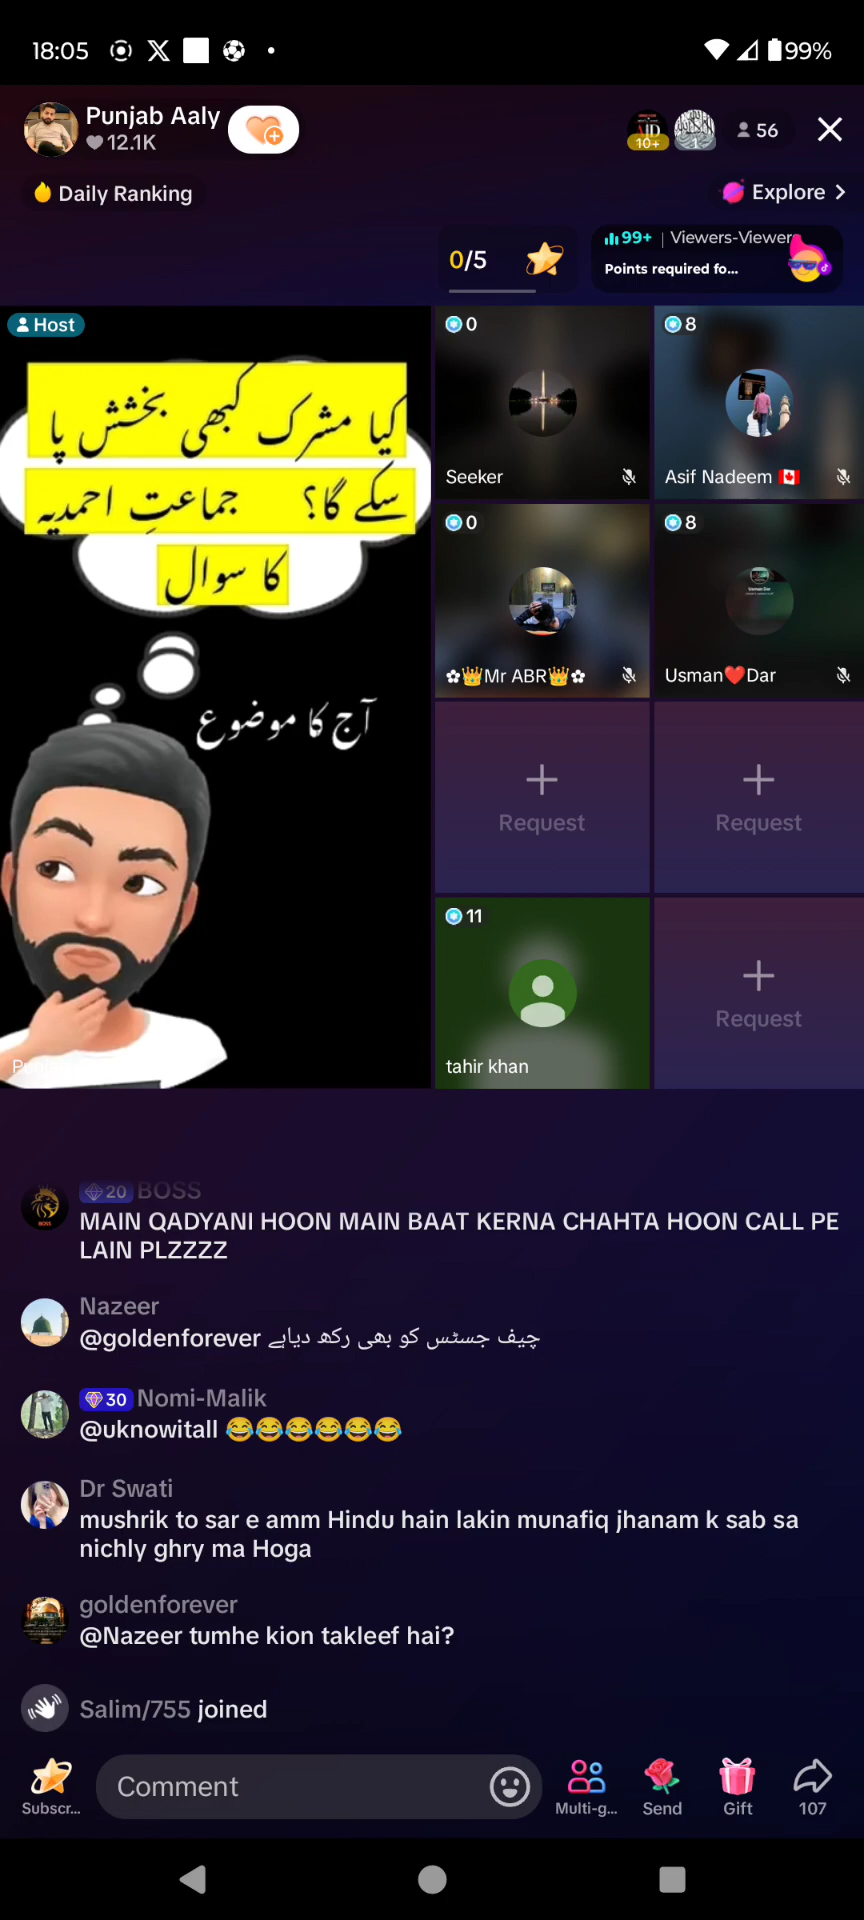 18:05
99%
Punjab Aaly
12.1K
10+
1
56
Daily Ranking
Explore
0/5
99+ | Viewers-Viewer
Points required fo...
Host
کیا مشرک کبھی بخشش پا
سکے گا؟ جماعتِ احمدیہ
کا سوال
آج کا موضوع
0
Seeker
8
Asif Nadeem 🇨🇦
0
✿👑Mr ABR👑✿
8
Usman❤️Dar
Request
Request
11
tahir khan
Request
20 BOSS
MAIN QADYANI HOON MAIN BAAT KERNA CHAHTA HOON CALL PE
LAIN PLZZZZ
Nazeer
@goldenforever چیف جسٹس کو بھی رکھ دیاہے
30 Nomi-Malik
@uknowitall 😂😂😂😂😂😂
Dr Swati
mushrik to sar e amm Hindu hain lakin munafiq jhanam k sab sa
nichly ghry ma Hoga
goldenforever
@Nazeer tumhe kion takleef hai?
Salim/755 joined
Comment
Subscr...
Multi-g...
Send
Gift
107